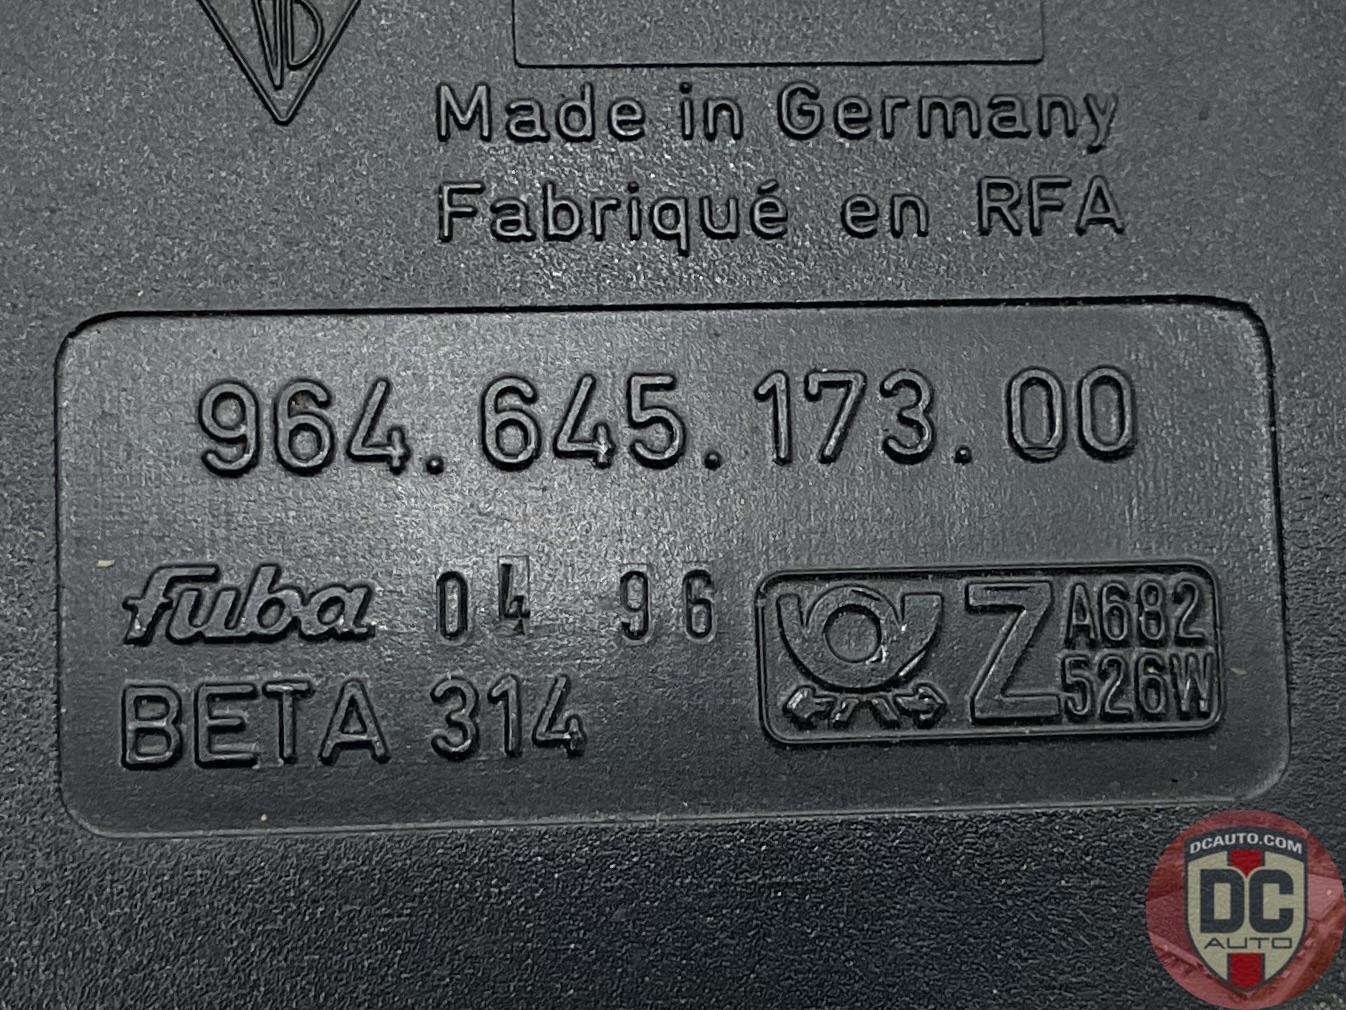 Made in Germany
Fabriqué en RFA
964.645.173.00
fuba 04 96
BETA 314
Z A682
526W
DCAUTO.COM
DC
AUTO